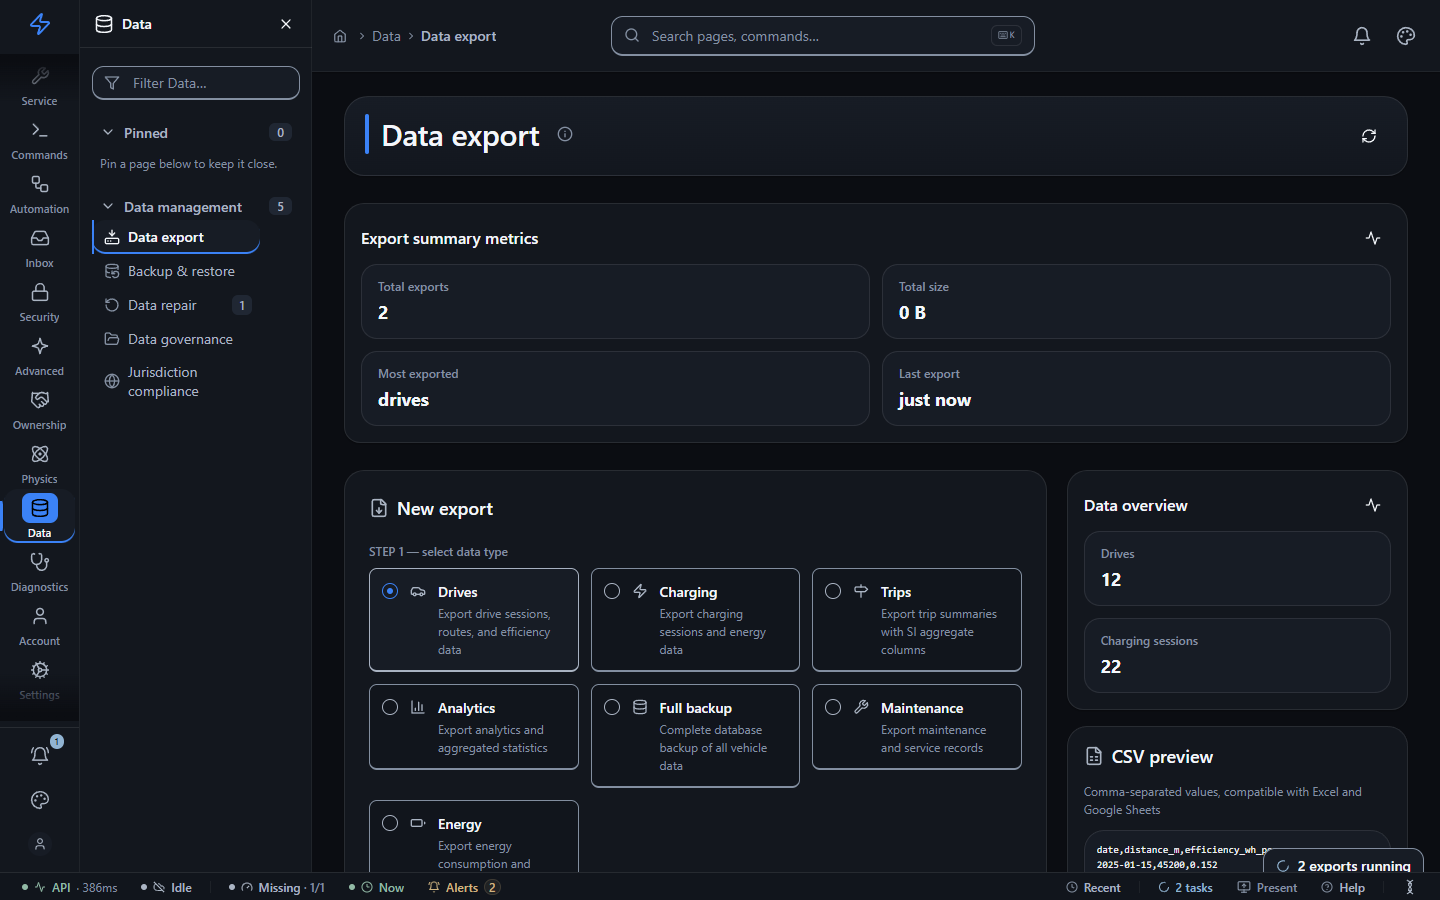 Data
Data
Data export
Search pages, commands...
K
Service
Commands
Automation
Inbox
Security
Advanced
Ownership
Physics
Data
Diagnostics
Account
Settings
1
Filter Data...
Pinned
0
Pin a page below to keep it close.
Data management
5
Data export
Backup & restore
Data repair
1
Data governance
Jurisdiction
compliance
Data export
Export summary metrics
Total exports
2
Total size
0 B
Most exported
drives
Last export
just now
New export
STEP 1 — select data type
Drives
Export drive sessions,
routes, and efficiency
data
Charging
Export charging
sessions and energy
data
Trips
Export trip summaries
with SI aggregate
columns
Analytics
Export analytics and
aggregated statistics
Full backup
Complete database
backup of all vehicle
data
Maintenance
Export maintenance
and service records
Energy
Export energy
consumption and
Data overview
Drives
12
Charging sessions
22
CSV preview
Comma-separated values, compatible with Excel and
Google Sheets
date,distance_m,efficiency_wh_p
2025-01-15,45200,0.152
2 exports running
API · 386ms
Idle
Missing · 1/1
Now
Alerts 2
Recent
2 tasks
Present
Help